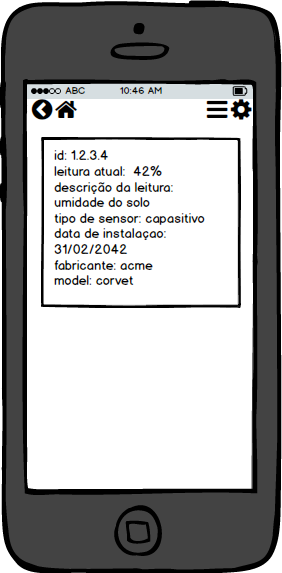 ABC 10:46 AM
id: 1.2.3.4
leitura atual: 42%
descrição da leitura:
umidade do solo
tipo de sensor: capasitivo
data de instalaçao:
31/02/2042
fabricante: acme
model: corvet